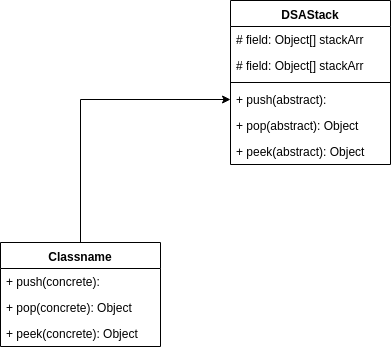 DSAStack
# field: Object[] stackArr
# field: Object[] stackArr
+ push(abstract):
+ pop(abstract): Object
+ peek(abstract): Object
Classname
+ push(concrete):
+ pop(concrete): Object
+ peek(concrete): Object